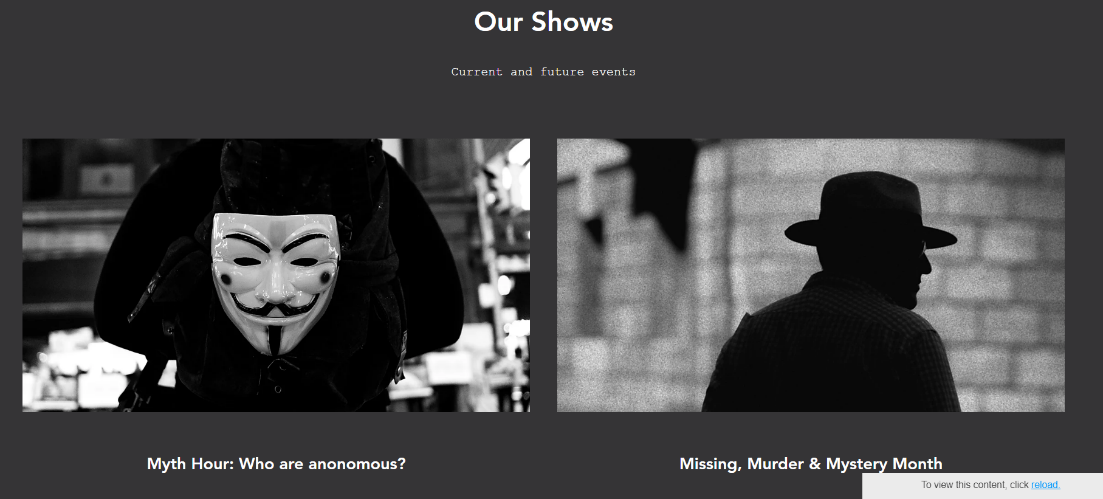 Our Shows
Current and future events
Myth Hour: Who are anonomous?
Missing, Murder & Mystery Month
To view this content, click reload.